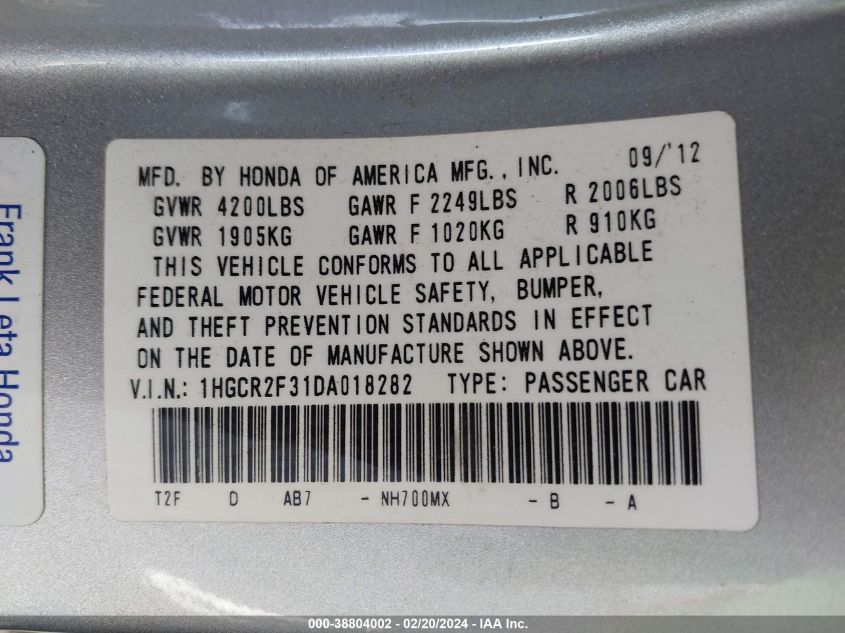 MFD. BY HONDA OF AMERICA MFG., INC. 09/'12
GVWR 4200LBS GAWR F 2249LBS R 2006LBS
GVWR 1905KG GAWR F 1020KG R 910KG
THIS VEHICLE CONFORMS TO ALL APPLICABLE
FEDERAL MOTOR VEHICLE SAFETY, BUMPER,
AND THEFT PREVENTION STANDARDS IN EFFECT
ON THE DATE OF MANUFACTURE SHOWN ABOVE.
V.I.N.: 1HGCR2F31DA018282 TYPE: PASSENGER CAR
T2F D AB7 - NH700MX - B - A
Frank Leta Honda
000-38804002 - 02/20/2024 - IAA Inc.